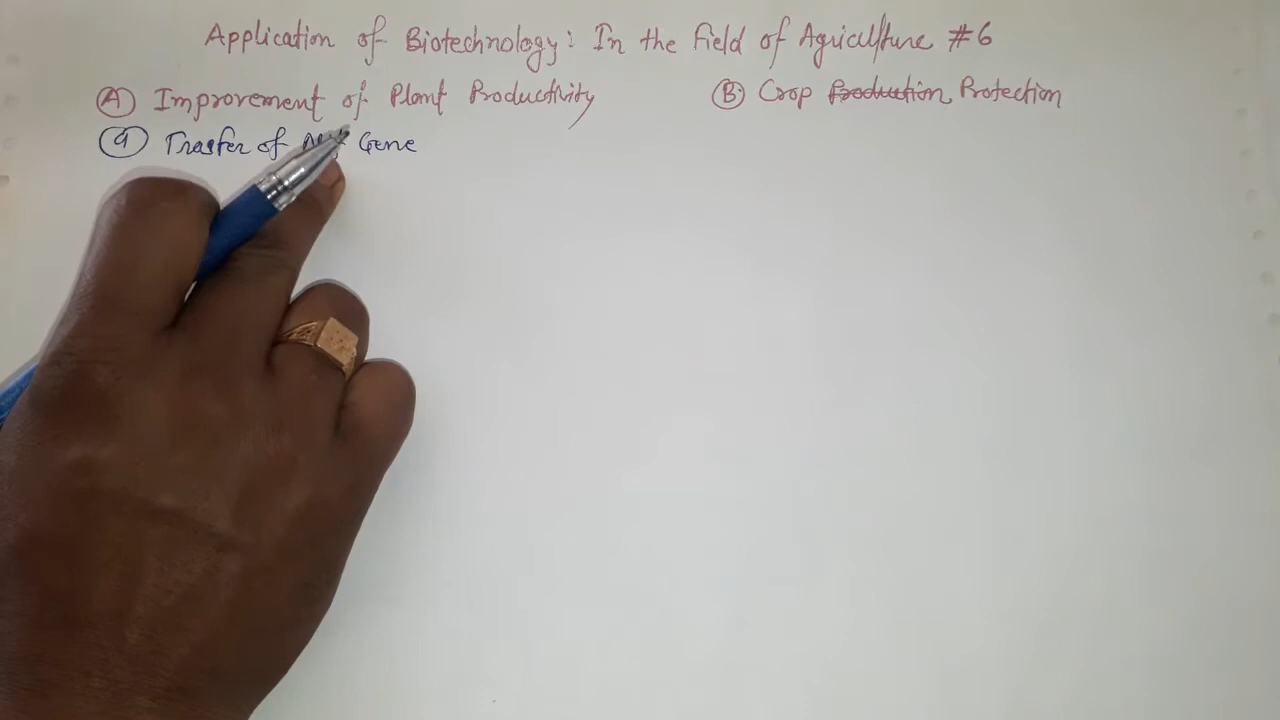 Application of Biotechnology: In the field of Agriculture #6
(A) Improvement of Plant Productivity (B) Crop Production Protection
(a) Trasfer of Gene